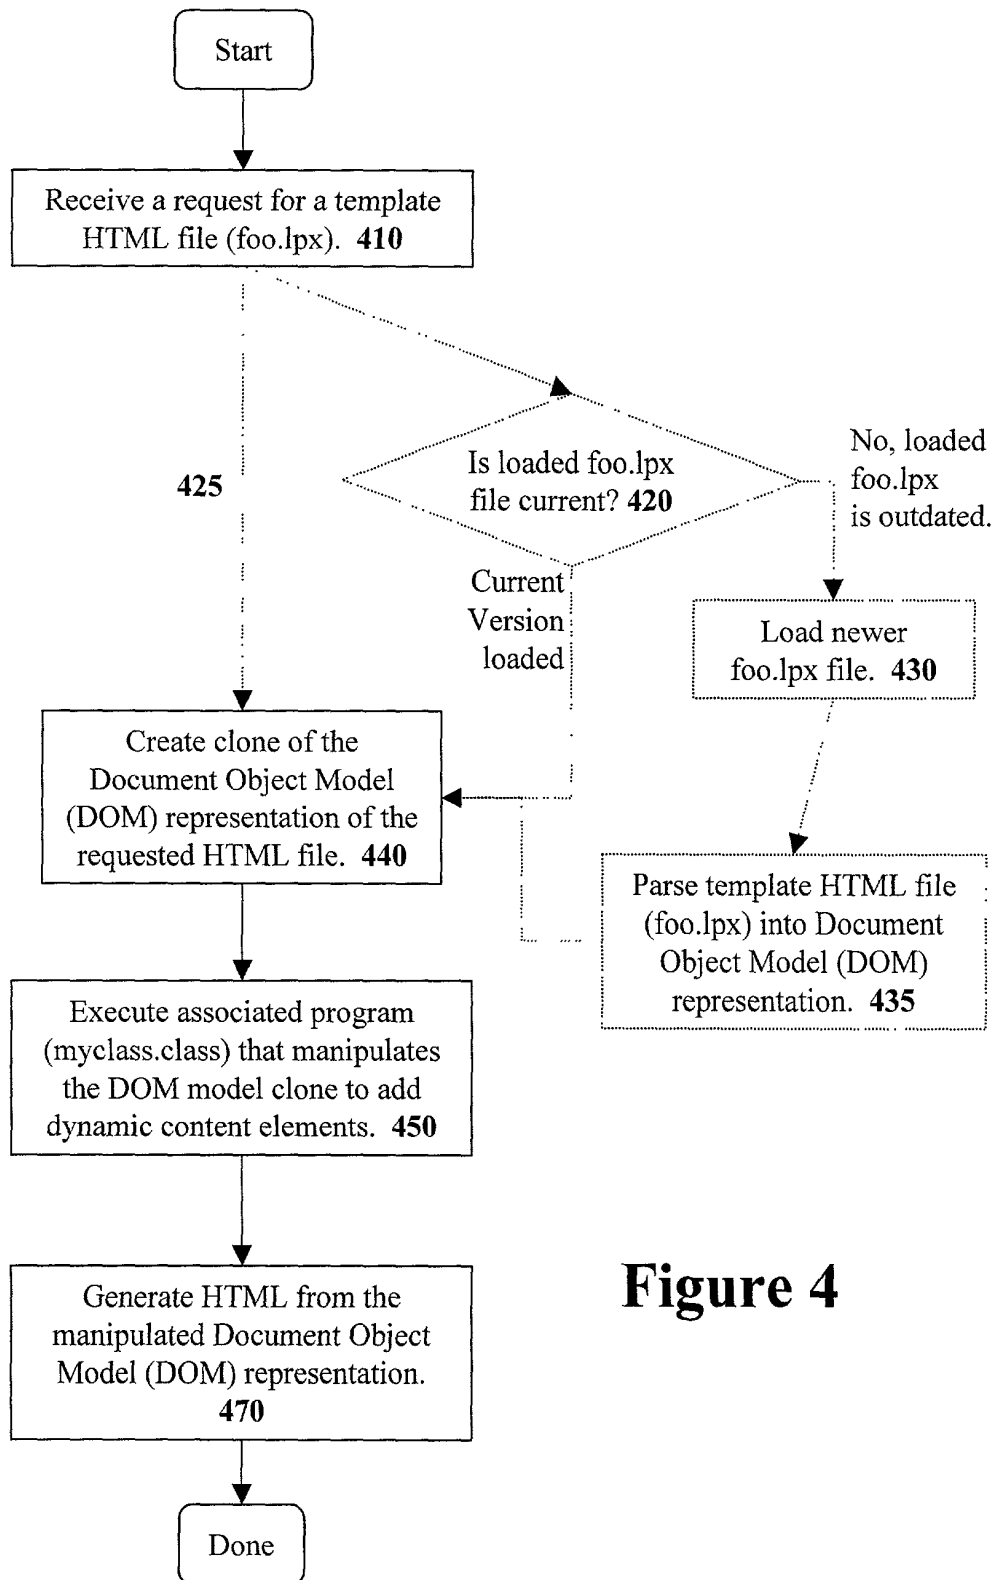 Start
Receive a request for a template
HTML file (foo.lpx). 410
425
Is loaded foo.lpx
file current? 420
No, loaded
foo.lpx
is outdated.
Current
Version
loaded
Load newer
foo.lpx file. 430
Create clone of the
Document Object Model
(DOM) representation of the
requested HTML file. 440
Parse template HTML file
(foo.lpx) into Document
Object Model (DOM)
representation. 435
Execute associated program
(myclass.class) that manipulates
the DOM model clone to add
dynamic content elements. 450
Generate HTML from the
manipulated Document Object
Model (DOM) representation.
470
Figure 4
Done